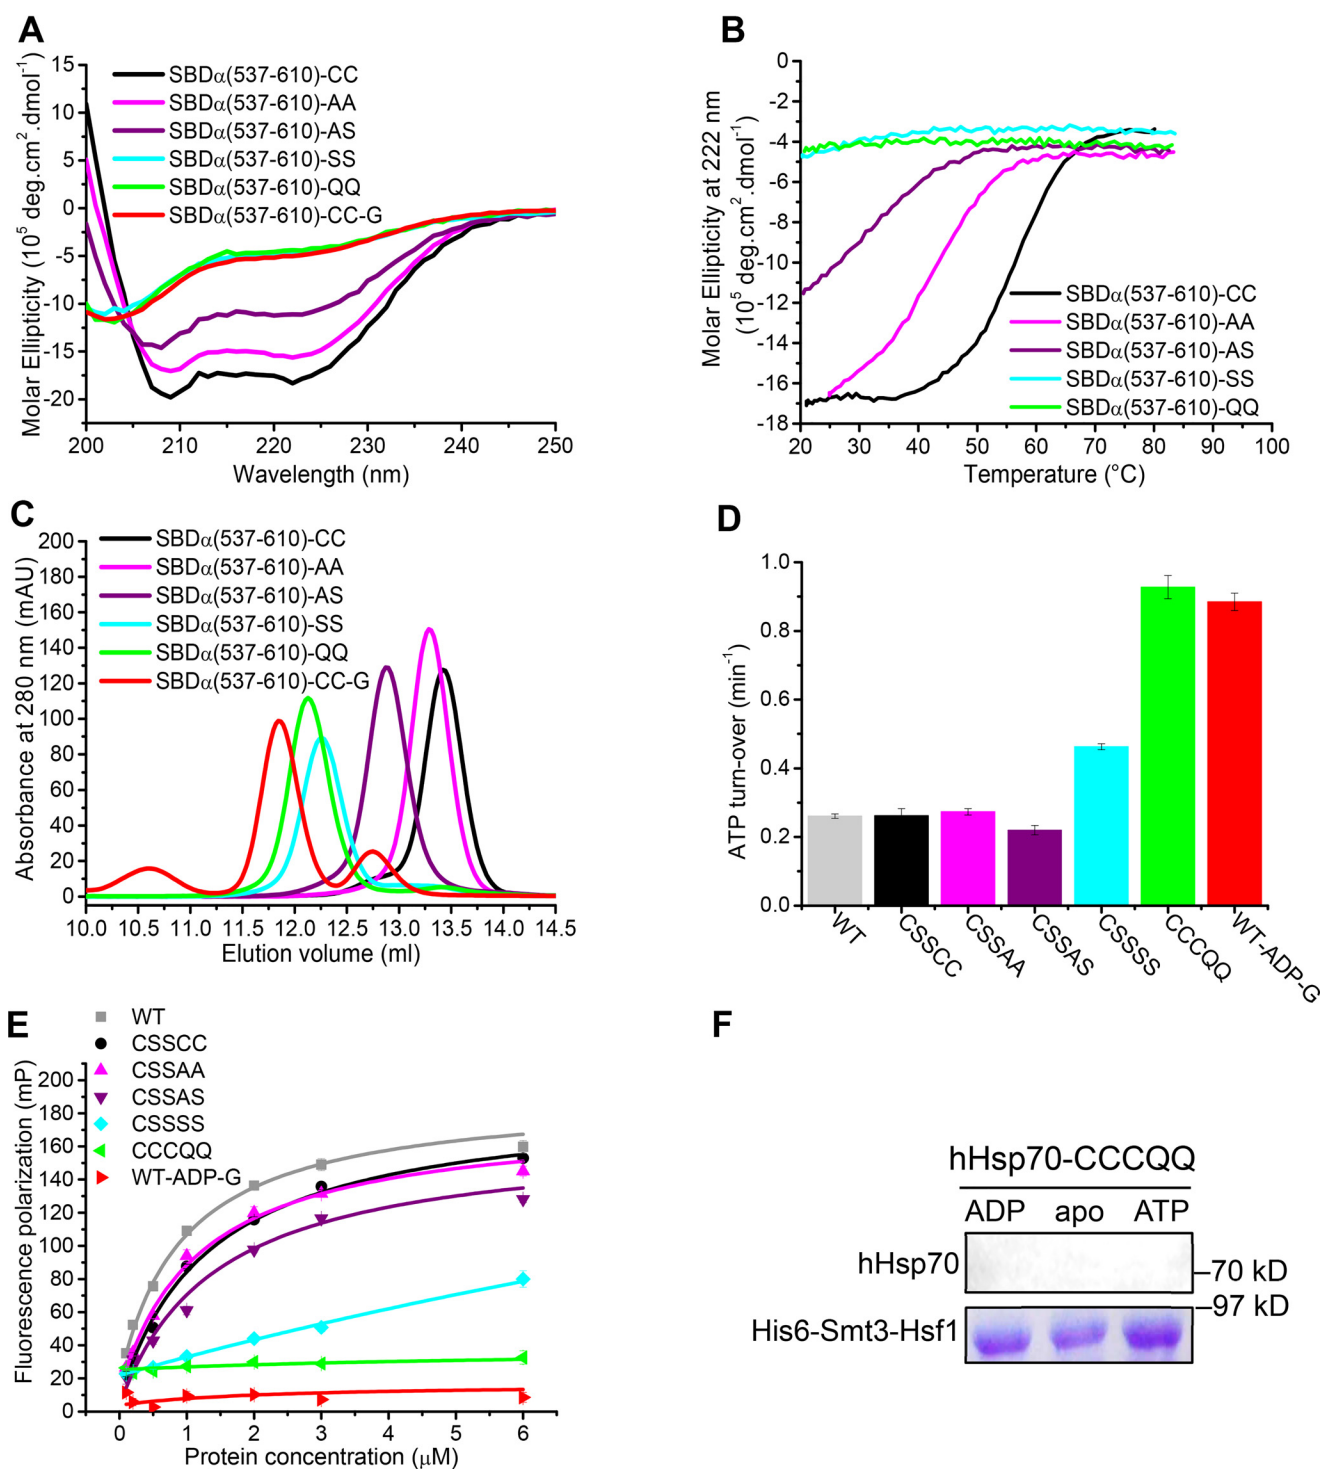 A
Molar Ellipticity (10⁵ deg.cm².dmol⁻¹)
15
10
5
0
-5
-10
-15
-20
SBDα(537-610)-CC
SBDα(537-610)-AA
SBDα(537-610)-AS
SBDα(537-610)-SS
SBDα(537-610)-QQ
SBDα(537-610)-CC-G
200 210 220 230 240 250
Wavelength (nm)
B
Molar Ellipticity at 222 nm
(10⁵ deg.cm².dmol⁻¹)
0
-2
-4
-6
-8
-10
-12
-14
-16
-18
SBDα(537-610)-CC
SBDα(537-610)-AA
SBDα(537-610)-AS
SBDα(537-610)-SS
SBDα(537-610)-QQ
20 30 40 50 60 70 80 90 100
Temperature (°C)
C
Absorbance at 280 nm (mAU)
200
180
160
140
120
100
80
60
40
20
0
SBDα(537-610)-CC
SBDα(537-610)-AA
SBDα(537-610)-AS
SBDα(537-610)-SS
SBDα(537-610)-QQ
SBDα(537-610)-CC-G
10.0 10.5 11.0 11.5 12.0 12.5 13.0 13.5 14.0 14.5
Elution volume (ml)
D
ATP turn-over (min⁻¹)
1.0
0.8
0.6
0.4
0.2
0.0
WT
CSSCC
CSSAA
CSSAS
CSSSS
CCCQQ
WT-ADP-G
E
Fluorescence polarization (mP)
WT
CSSCC
CSSAA
CSSAS
CSSSS
CCCQQ
WT-ADP-G
200
180
160
140
120
100
80
60
40
20
0
0 1 2 3 4 5 6
Protein concentration (μM)
F
hHsp70-CCCQQ
ADP apo ATP
hHsp70
–70 kD
–97 kD
His6-Smt3-Hsf1